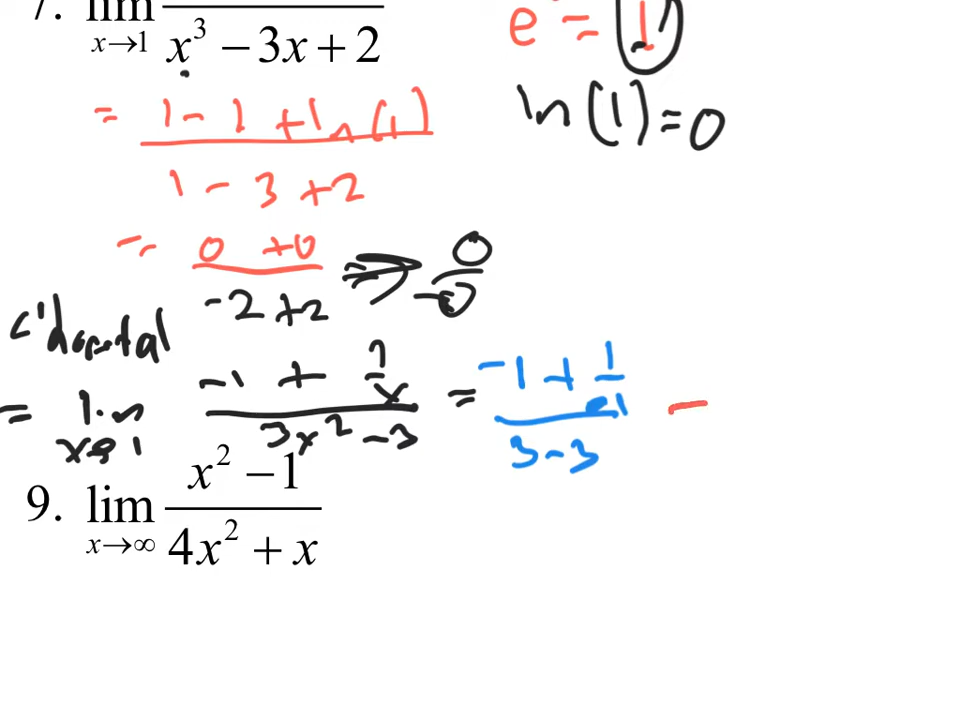 7. lim
x→1 x³ − 3x + 2
e = 1
= 1 - 1 + ln(1)
1 - 3 + 2
ln(1) = 0
= 0 + 0
-2 + 2
⇒ 0
0
L'Hopital
= lim
x→1
-1 + 1/x
3x² - 3
= -1 + 1/1
3 - 3
9. lim x² − 1
x→∞ 4x² + x